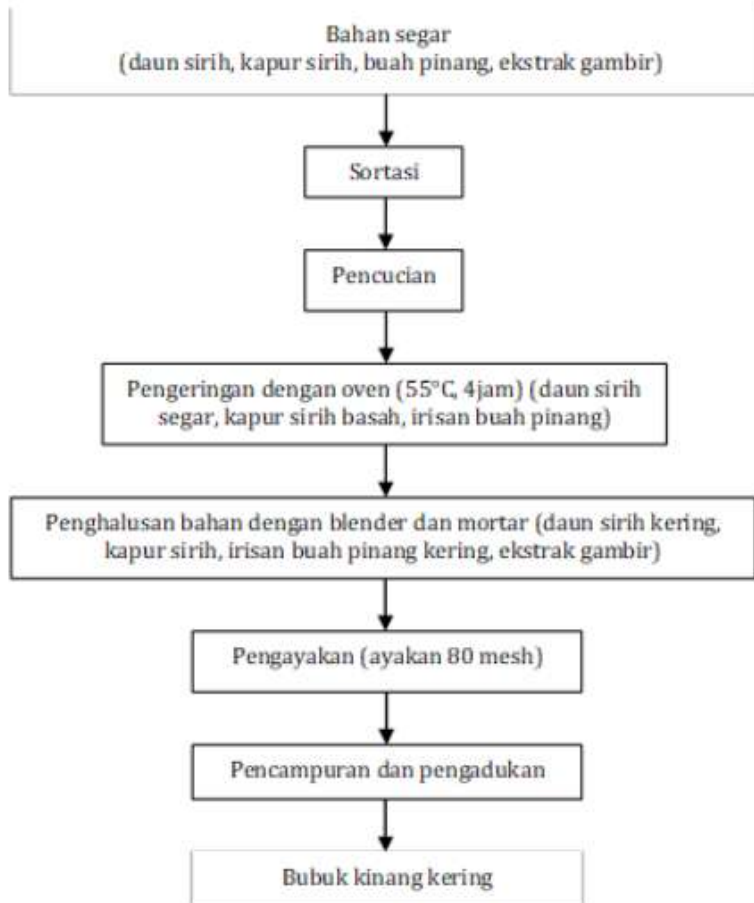 Bahan segar
(daun sirih, kapur sirih, buah pinang, ekstrak gambir)
Sortasi
Pencucian
Pengeringan dengan oven (55°C, 4jam) (daun sirih
segar, kapur sirih basah, irisan buah pinang)
Penghalusan bahan dengan blender dan mortar (daun sirih kering,
kapur sirih, irisan buah pinang kering, ekstrak gambir)
Pengayakan (ayakan 80 mesh)
Pencampuran dan pengadukan
Bubuk kinang kering